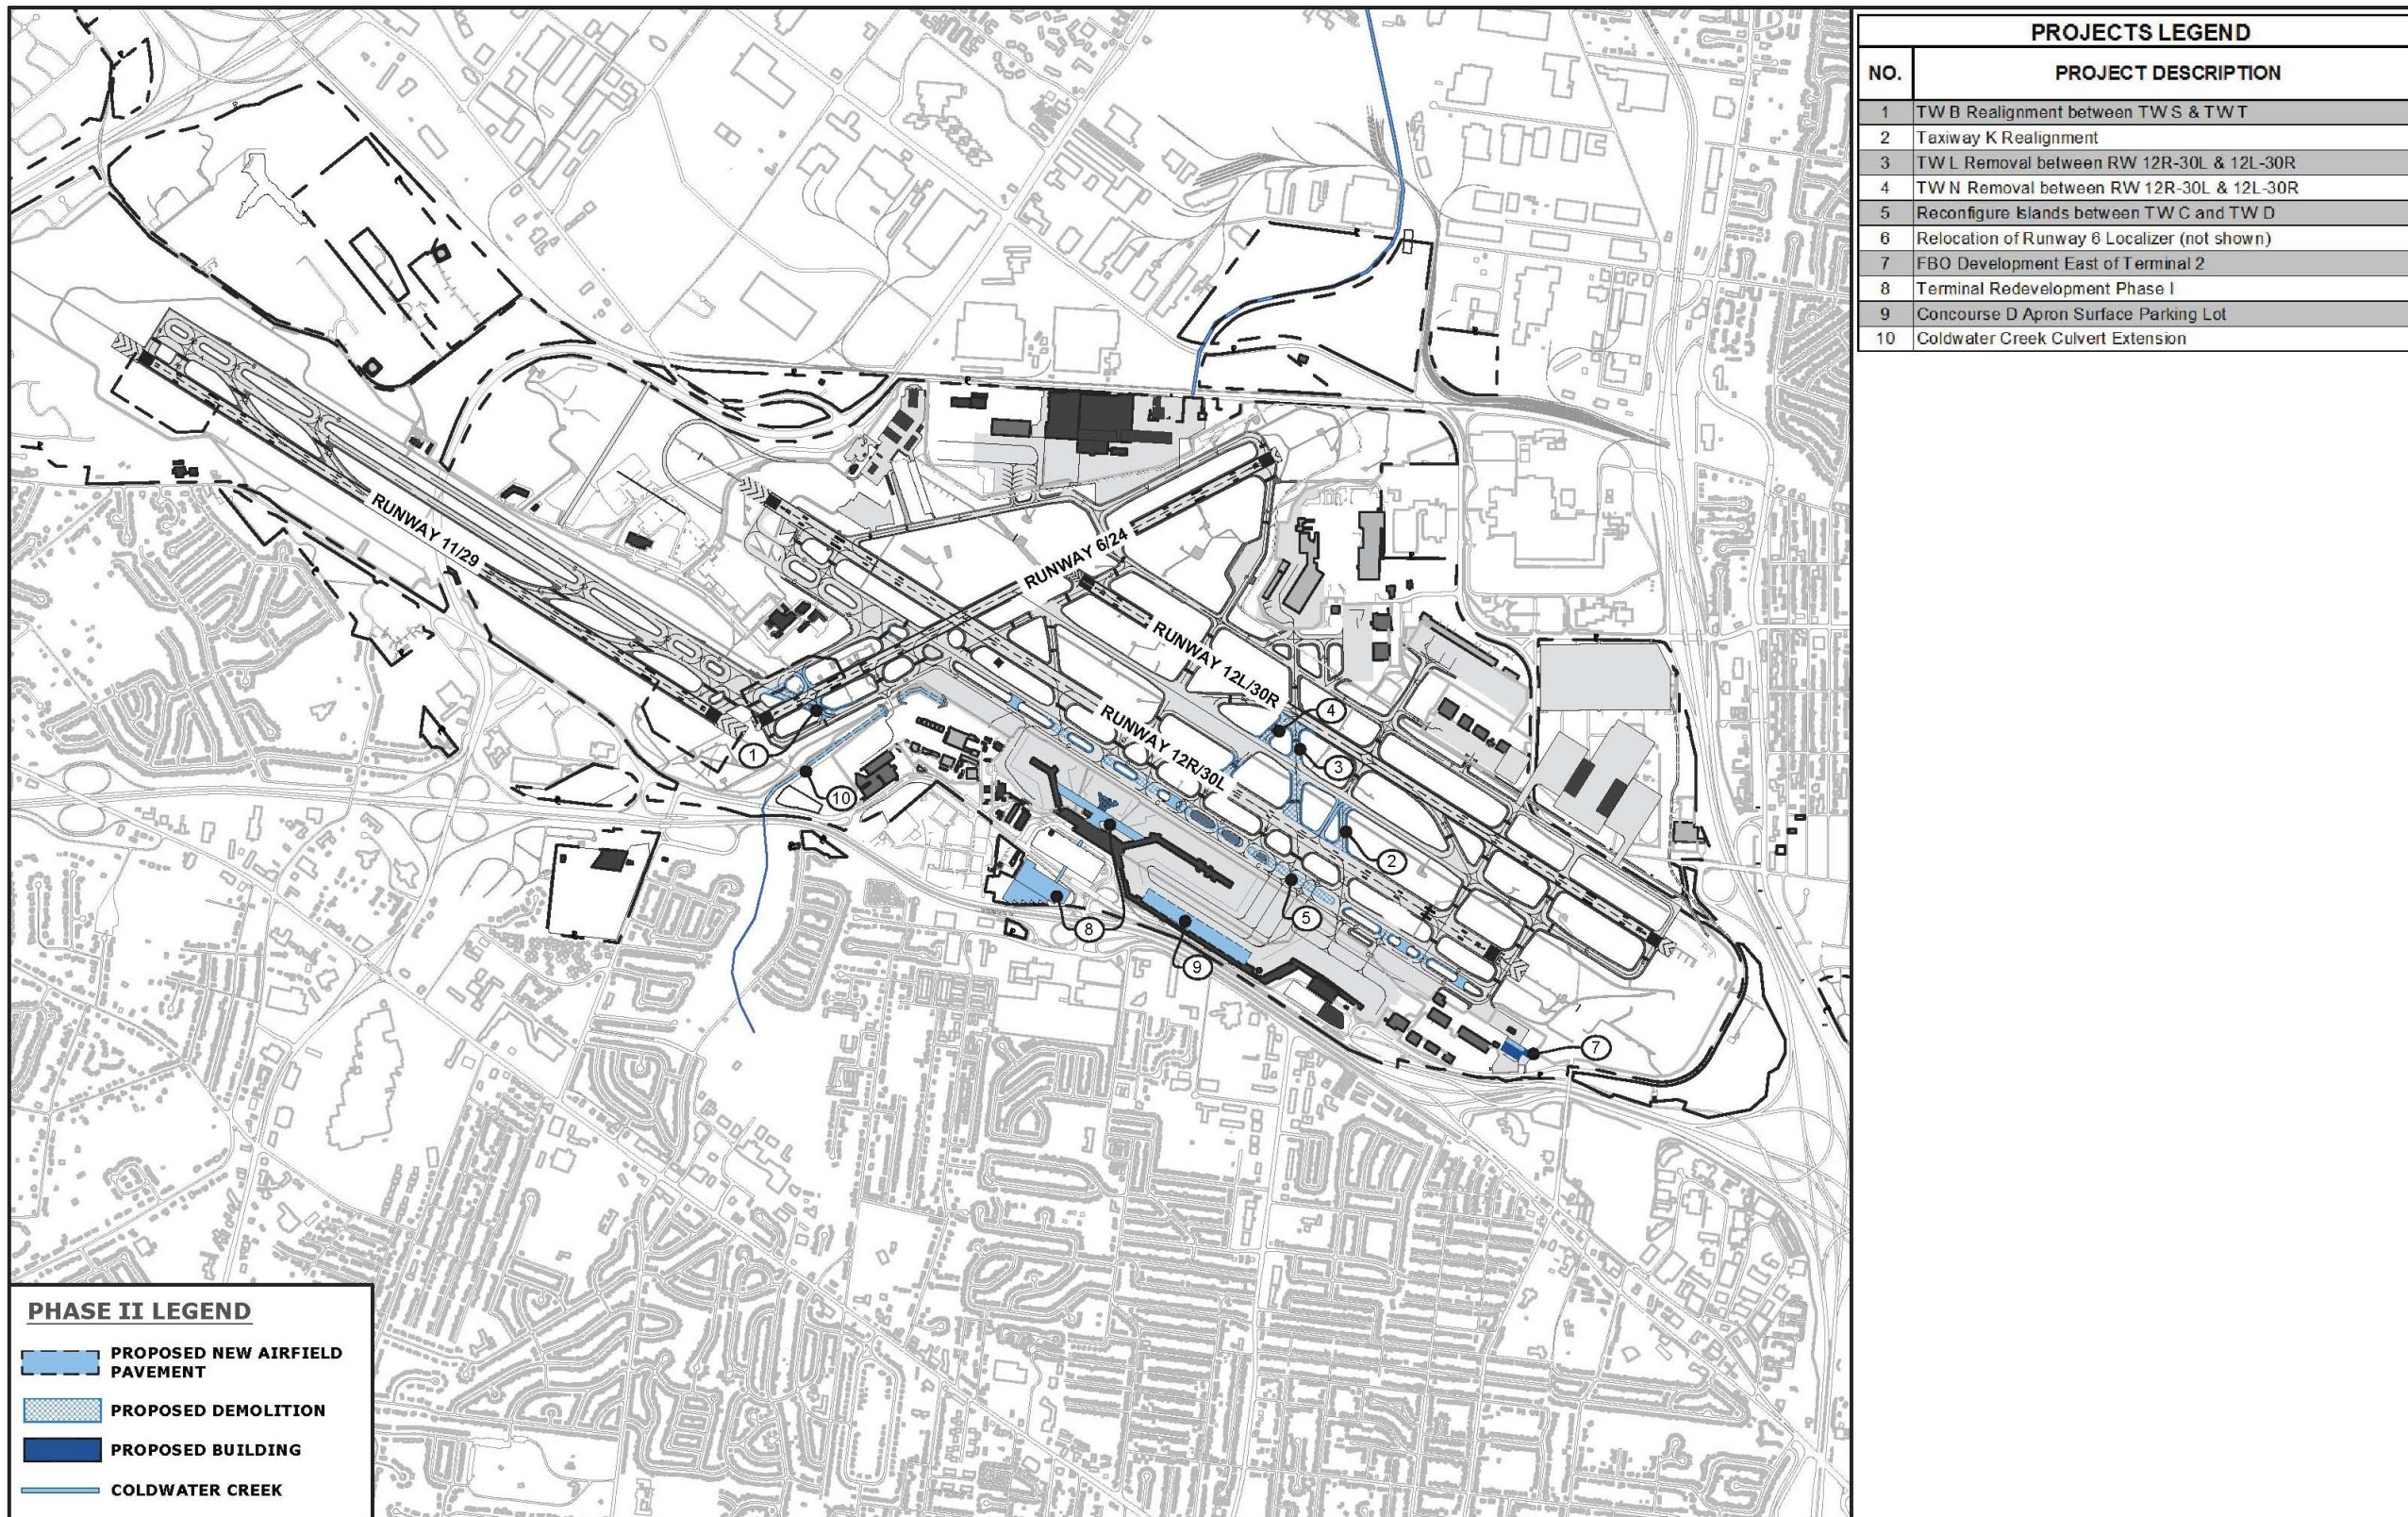 PROJECTS LEGEND
NO. PROJECT DESCRIPTION
1 TW B Realignment between TW S & TW T
2 Taxiway K Realignment
3 TW L Removal between RW 12R-30L & 12L-30R
4 TW N Removal between RW 12R-30L & 12L-30R
5 Reconfigure Islands between TW C and TW D
6 Relocation of Runway 6 Localizer (not shown)
7 FBO Development East of Terminal 2
8 Terminal Redevelopment Phase I
9 Concourse D Apron Surface Parking Lot
10 Coldwater Creek Culvert Extension
RUNWAY 11/29
RUNWAY 6/24
RUNWAY 12L/30R
RUNWAY 12R/30L
4
1
3
10
2
5
8
9
7
PHASE II LEGEND
PROPOSED NEW AIRFIELD
PAVEMENT
PROPOSED DEMOLITION
PROPOSED BUILDING
COLDWATER CREEK